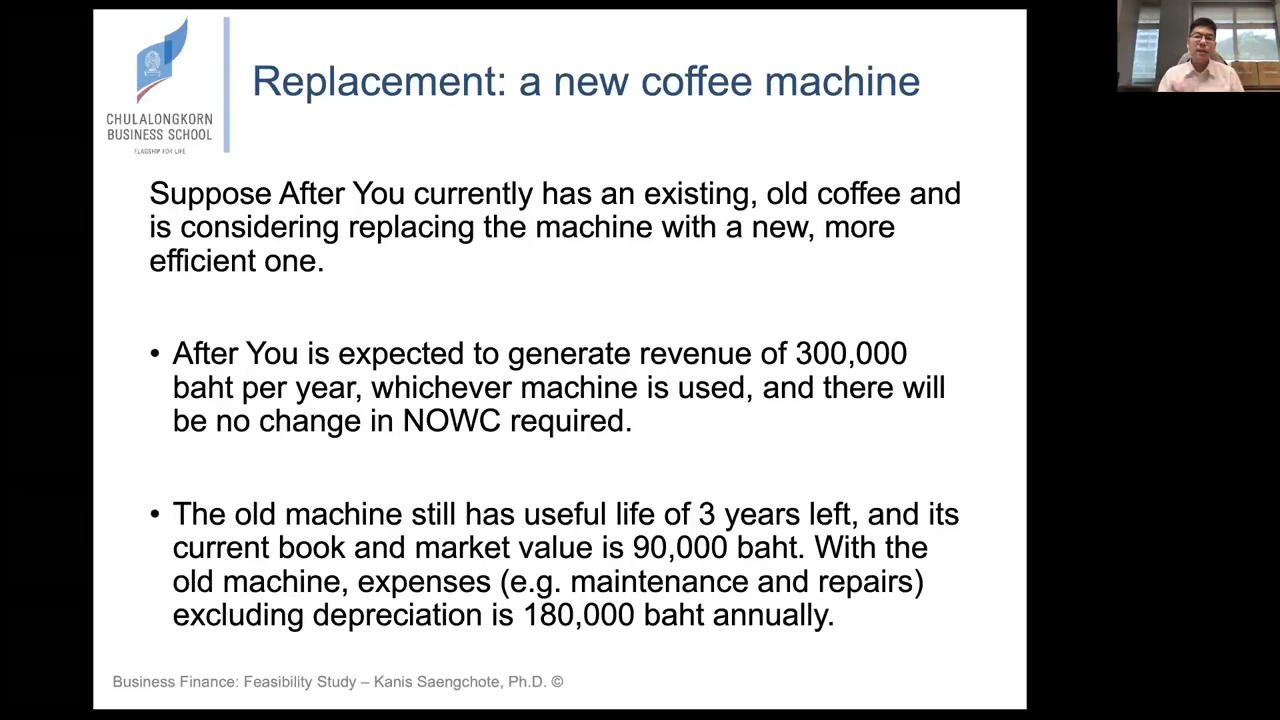 CHULALONGKORN
BUSINESS SCHOOL
FLAGSHIP FOR LIFE
Replacement: a new coffee machine
Suppose After You currently has an existing, old coffee and
is considering replacing the machine with a new, more
efficient one.
• After You is expected to generate revenue of 300,000
baht per year, whichever machine is used, and there will
be no change in NOWC required.
• The old machine still has useful life of 3 years left, and its
current book and market value is 90,000 baht. With the
old machine, expenses (e.g. maintenance and repairs)
excluding depreciation is 180,000 baht annually.
Business Finance: Feasibility Study – Kanis Saengchote, Ph.D. ©